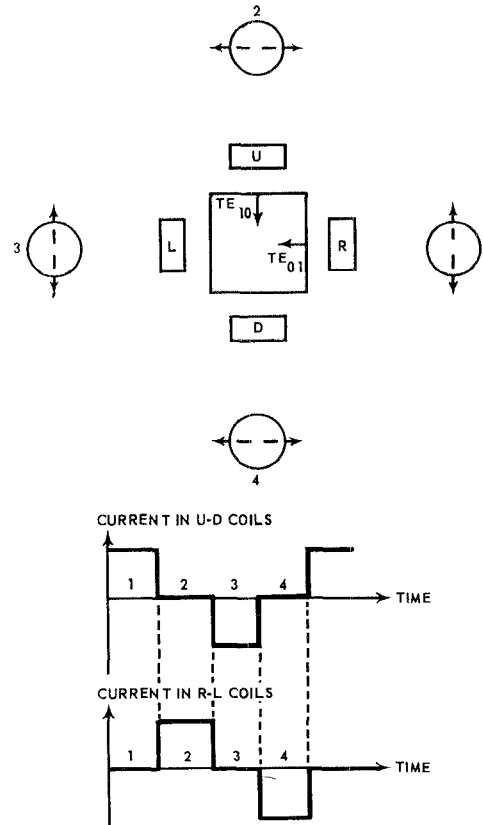 2
U
TE10
3
L
R
TE01
D
4
CURRENT IN U-D COILS
1 2 3 4
TIME
CURRENT IN R-L COILS
1 2 3 4
TIME